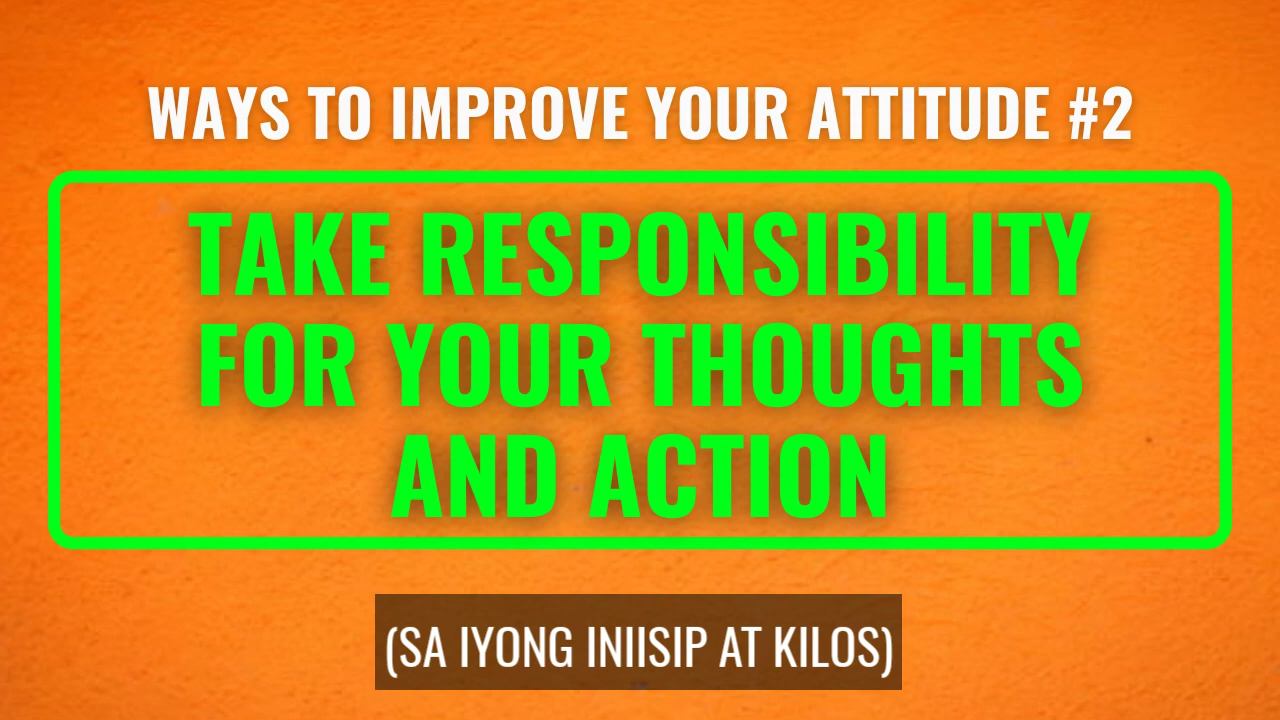 WAYS TO IMPROVE YOUR ATTITUDE #2
TAKE RESPONSIBILITY
FOR YOUR THOUGHTS
AND ACTION
(SA IYONG INIISIP AT KILOS)